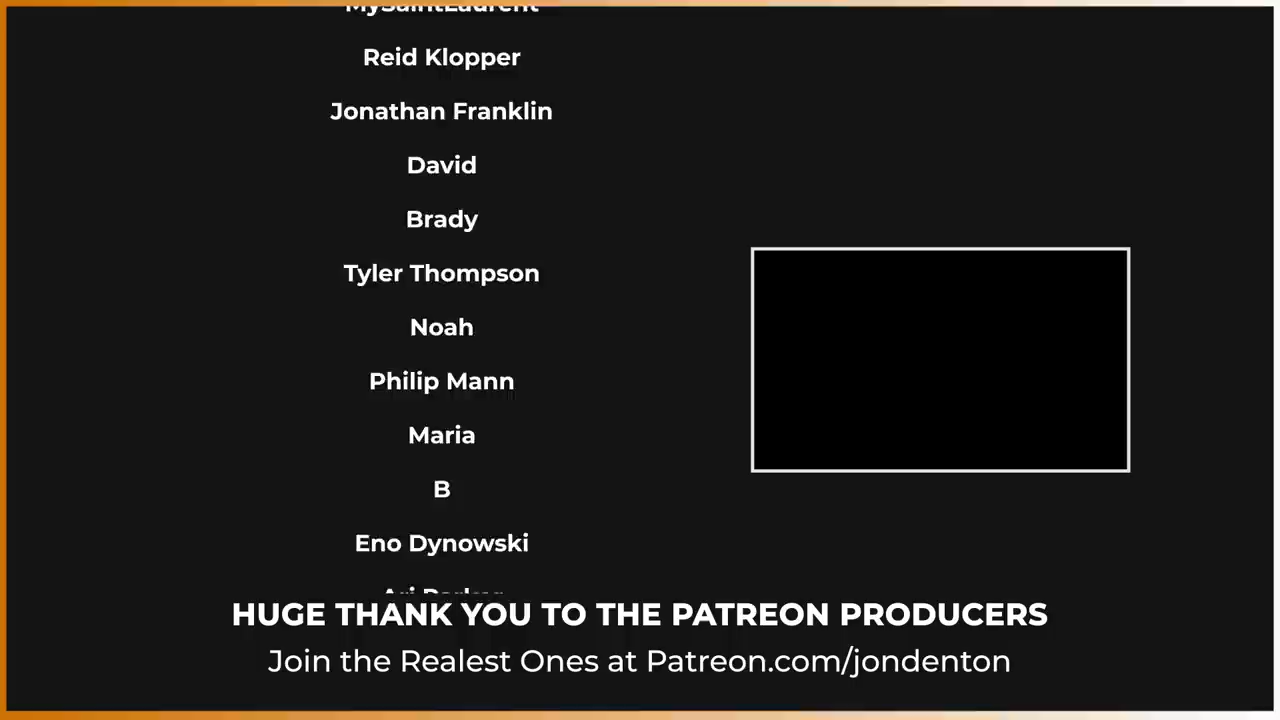 MySaintLaurent
Reid Klopper
Jonathan Franklin
David
Brady
Tyler Thompson
Noah
Philip Mann
Maria
B
Eno Dynowski
HUGE THANK YOU TO THE PATREON PRODUCERS
Join the Realest Ones at Patreon.com/jondenton